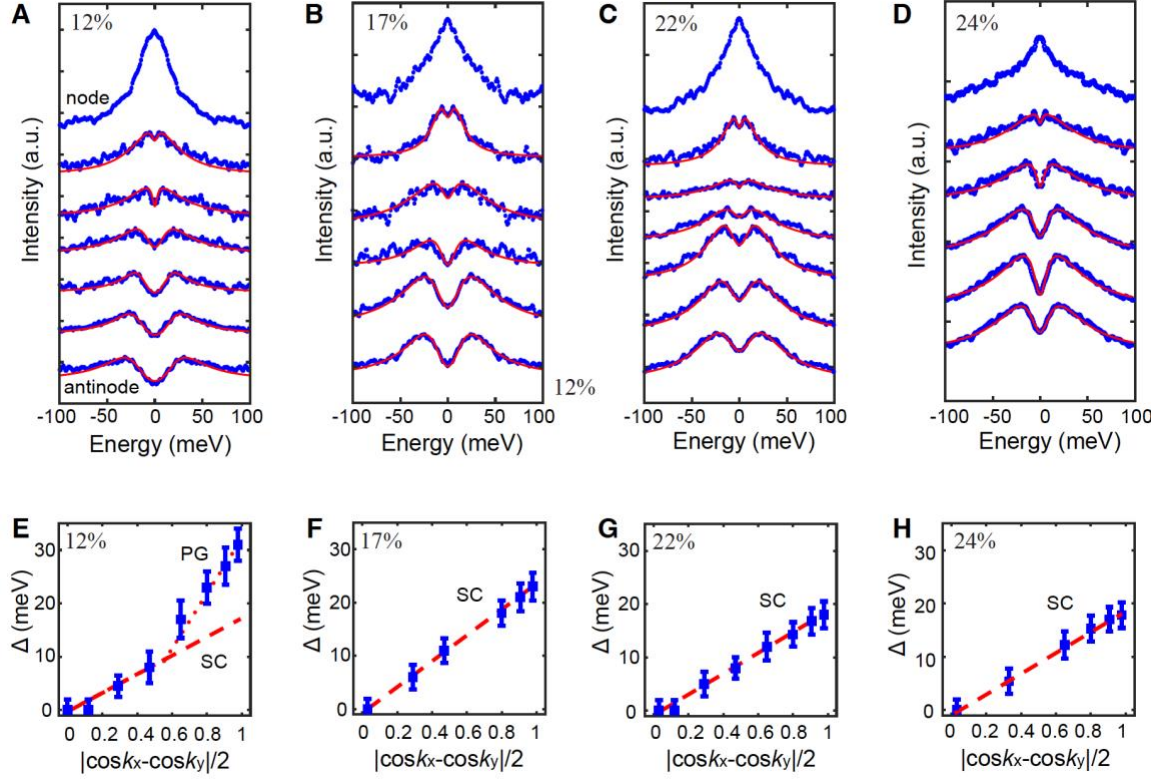 A
12%
node
antinode
Intensity (a.u.)
-100 -50 0 50 100
Energy (meV)
B
17%
Intensity (a.u.)
-100 -50 0 50 100
Energy (meV)
12%
C
22%
Intensity (a.u.)
-100 -50 0 50 100
Energy (meV)
D
24%
Intensity (a.u.)
-100 -50 0 50 100
Energy (meV)
E
12%
PG
SC
Δ (meV)
30
20
10
0
0 0.2 0.4 0.6 0.8 1
|coskx-cosky|/2
F
17%
SC
Δ (meV)
30
20
10
0
0 0.2 0.4 0.6 0.8 1
|coskx-cosky|/2
G
22%
SC
Δ (meV)
30
20
10
0
0 0.2 0.4 0.6 0.8 1
|coskx-cosky|/2
H
24%
SC
Δ (meV)
30
20
10
0
0 0.2 0.4 0.6 0.8 1
|coskx-cosky|/2